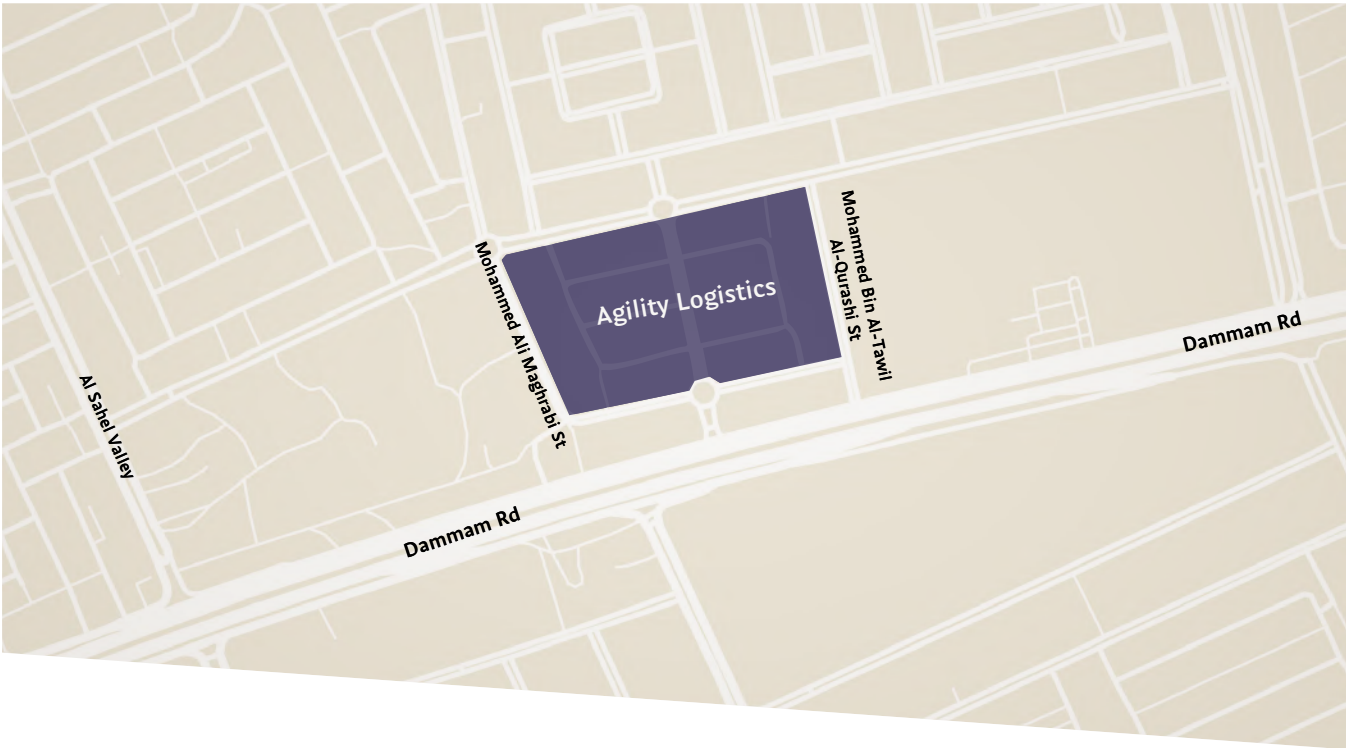 Mohammed Bin Al-Tawil
Al-Qurashi St
Mohammed Ali Maghrabi St
Agility Logistics
Dammam Rd
Al Sahel Valley
Dammam Rd